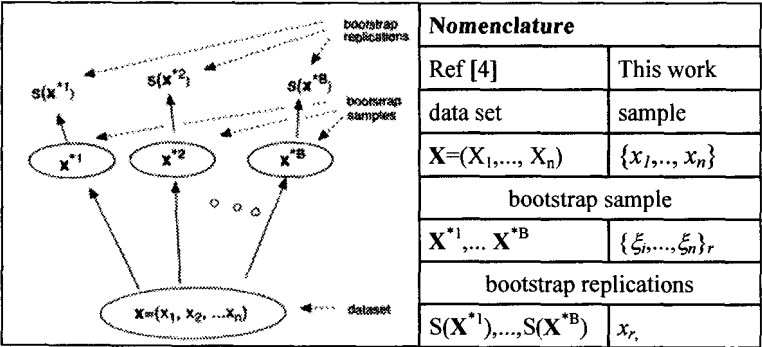 bootstrap
replications
S(X*1)
S(X*2)
S(X*B)
bootstrap
samples
X*1
X*2
X*B
X=(X1, X2, ...Xn)
dataset
Nomenclature
Ref [4] This work
data set sample
X=(X1,..., Xn) {x1,.., xn}
bootstrap sample
X*1,... X*B {ξi,...,ξn}r
bootstrap replications
S(X*1),...,S(X*B) xr,